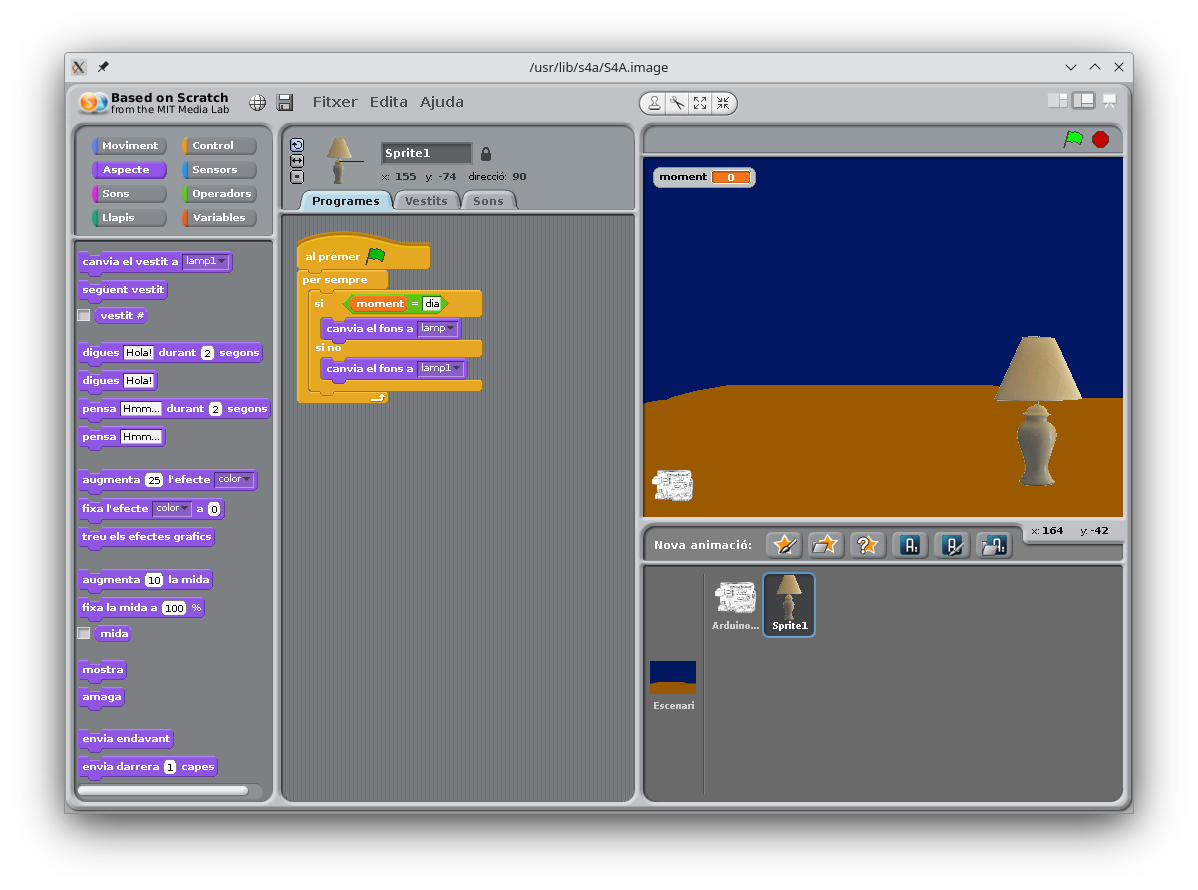 /usr/lib/s4a/S4A.image
Based on Scratch
from the MIT Media Lab
Fitxer Edita Ajuda
Moviment Control
Aspecte Sensors
Sons Operadors
Llapis Variables
canvia el vestit a lamp1
següent vestit
vestit #
digues Hola! durant 2 segons
digues Hola!
pensa Hmm... durant 2 segons
pensa Hmm...
augmenta 25 l'efecte color
fixa l'efecte color a 0
treu els efectes gràfics
augmenta 10 la mida
fixa la mida a 100 %
mida
mostra
amaga
envia endavant
envia darrera 1 capes
Sprite1
x: 155 y: -74 direcció: 90
Programes Vestits Sons
al prémer
per sempre
si moment = dia
canvia el fons a lamp
si no
canvia el fons a lamp1
moment 0
x: 164 y: -42
Nova animació:
Arduino... Sprite1
Escenari